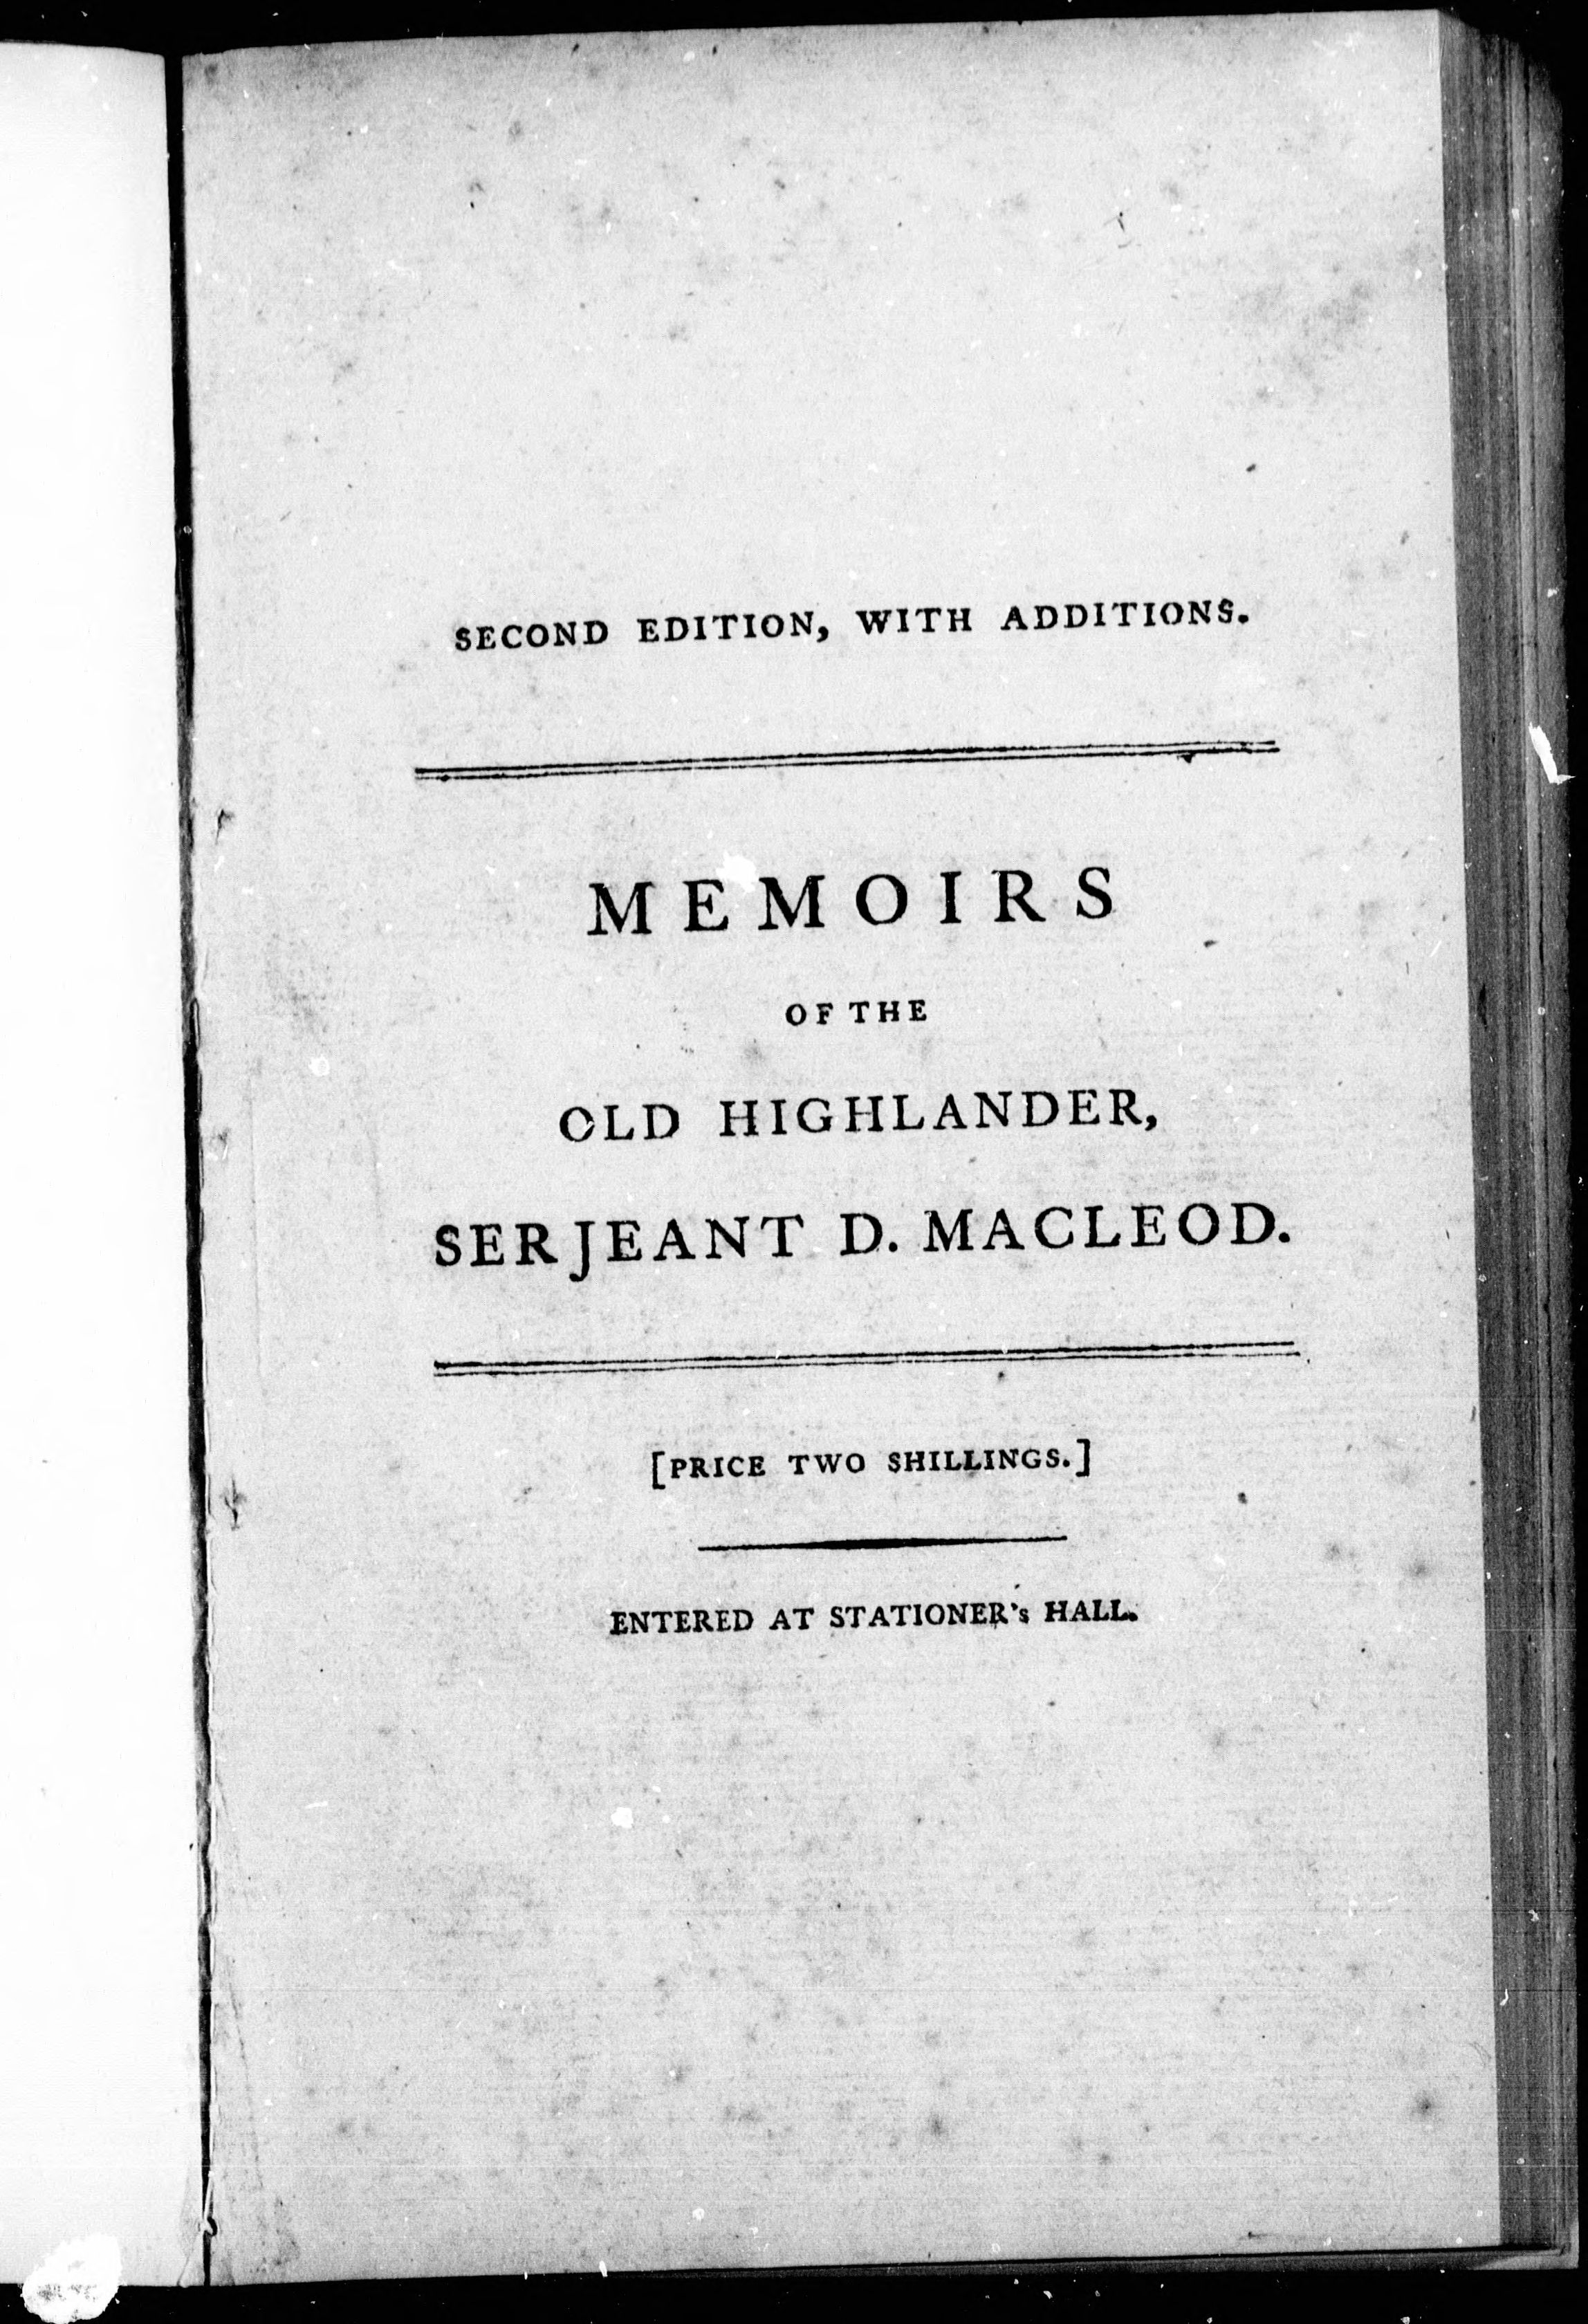 SECOND EDITION, WITH ADDITIONS.
MEMOIRS
OF THE
OLD HIGHLANDER,
SERJEANT D. MACLEOD.
[PRICE TWO SHILLINGS.]
ENTERED AT STATIONER's HALL.